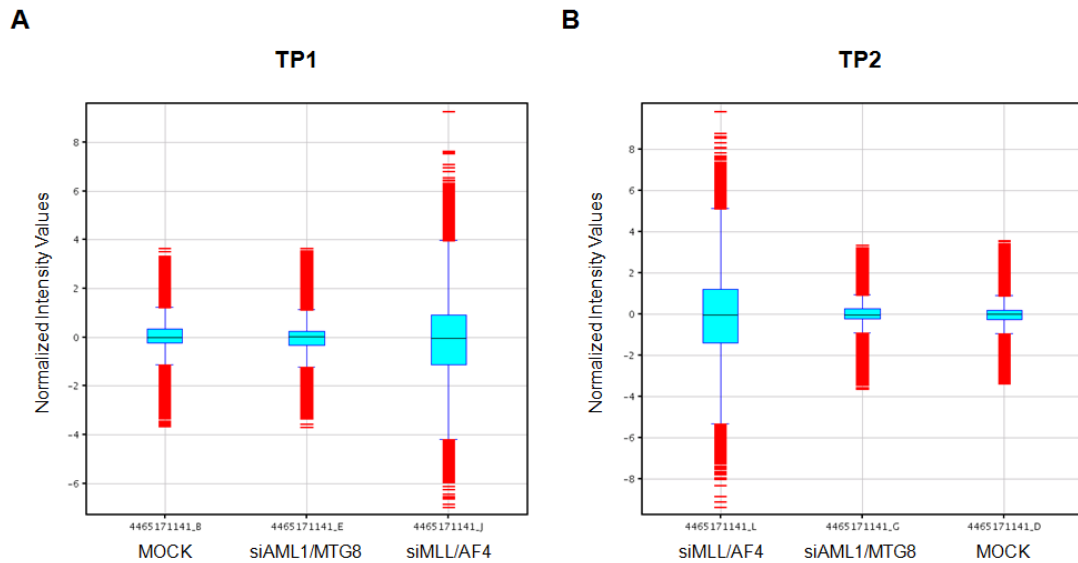 A
B
TP1
TP2
Normalized Intensity Values
8
6
4
2
0
-2
-4
-6
4465171141_B
4465171141_E
4465171141_J
MOCK
siAML1/MTG8
siMLL/AF4
Normalized Intensity Values
8
6
4
2
0
-2
-4
-6
-8
4465171141_L
4465171141_G
4465171141_D
siMLL/AF4
siAML1/MTG8
MOCK